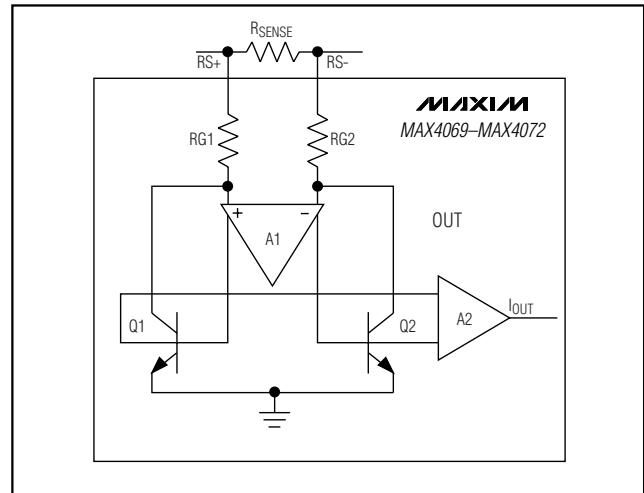 RSENSE
RS+ RS-
MAXIM
MAX4069–MAX4072
RG1 RG2
+ −
A1
OUT
Q1 Q2 A2 IOUT